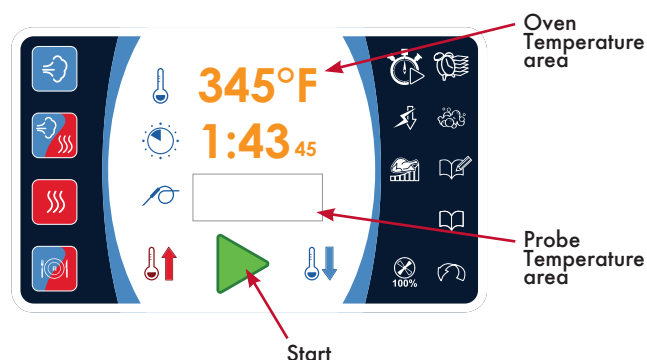 Oven
Temperature
area
345°F
1:43 45
Probe
Temperature
area
100%
Start